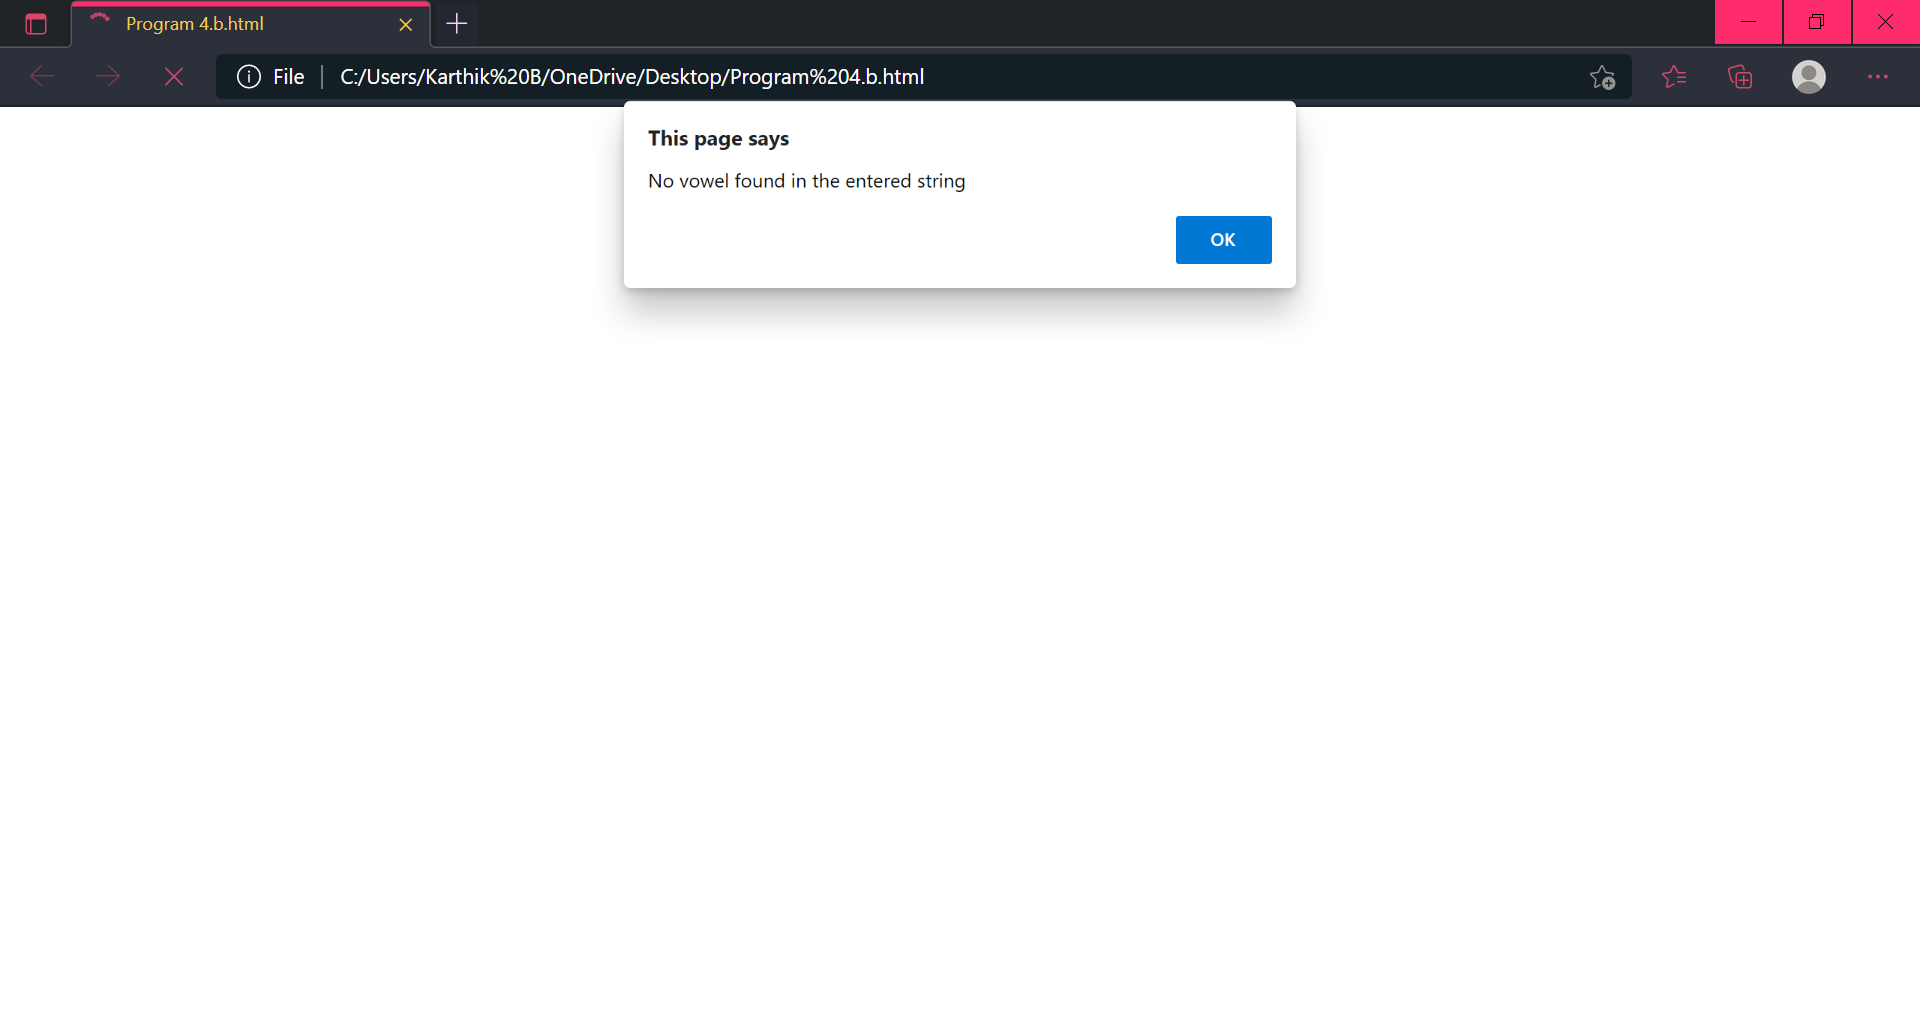 Program 4.b.html
File
C:/Users/Karthik%20B/OneDrive/Desktop/Program%204.b.html
This page says
No vowel found in the entered string
OK